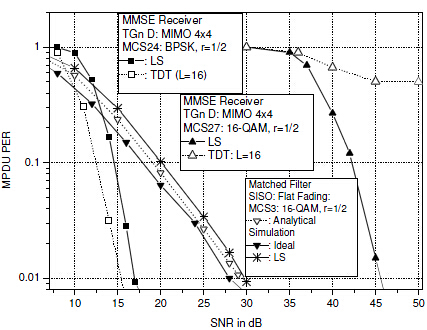 MMSE Receiver
TGn D: MIMO 4x4
MCS24: BPSK, r=1/2
LS
TDT (L=16)
MMSE Receiver
TGn D: MIMO 4x4
MCS27: 16-QAM, r=1/2
LS
TDT: L=16
Matched Filter
SISO: Flat Fading:
MCS3: 16-QAM, r=1/2
: Analytical
Simulation
: Ideal
: LS
MPDU PER
1
0.1
0.01
10 15 20 25 30 35 40 45 50
SNR in dB